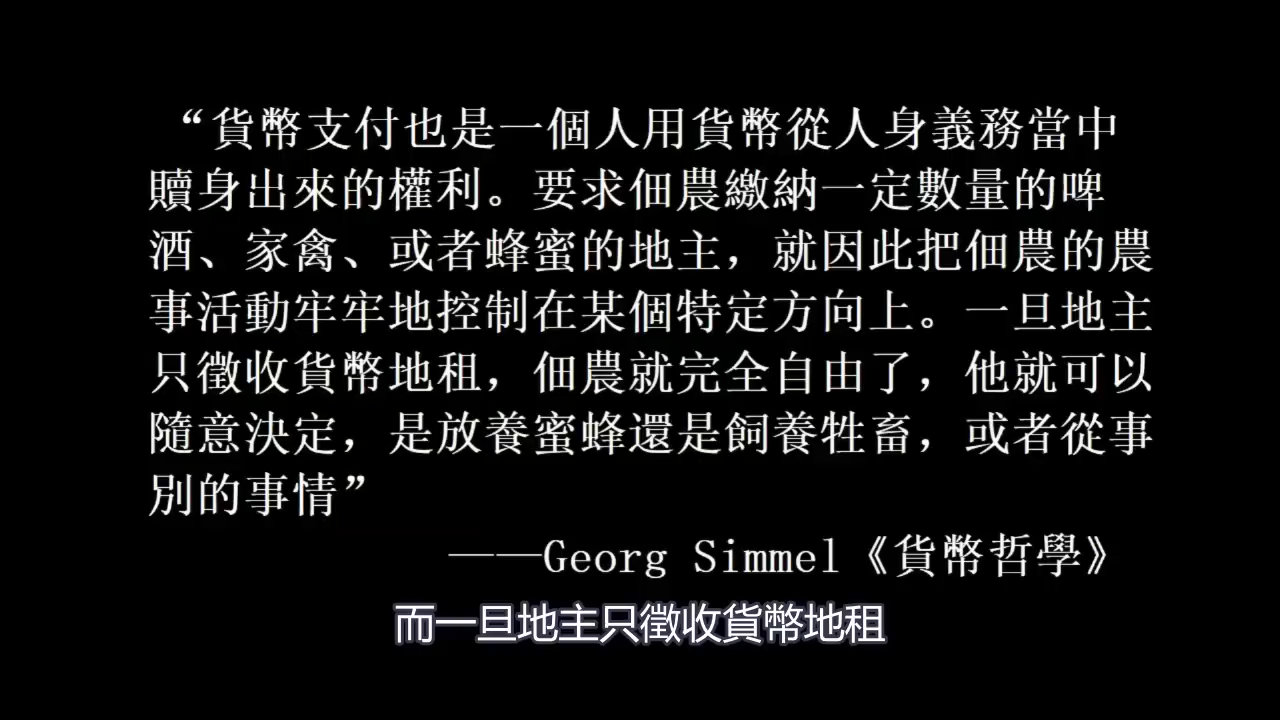 “貨幣支付也是一個人用貨幣從人身義務當中
贖身出來的權利。要求佃農繳納一定數量的啤
酒、家禽、或者蜂蜜的地主，就因此把佃農的農
事活動牢牢地控制在某個特定方向上。一旦地主
只徵收貨幣地租，佃農就完全自由了，他就可以
隨意決定，是放養蜜蜂還是飼養牲畜，或者從事
別的事情”
——Georg Simmel《貨幣哲學》
而一旦地主只徵收貨幣地租